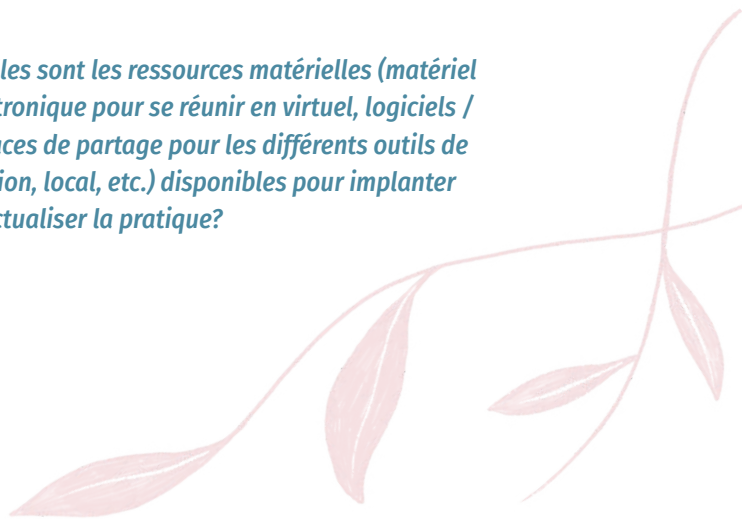 les sont les ressources matérielles (matériel
tronique pour se réunir en virtuel, logiciels /
ces de partage pour les différents outils de
ion, local, etc.) disponibles pour implanter
ctualiser la pratique?